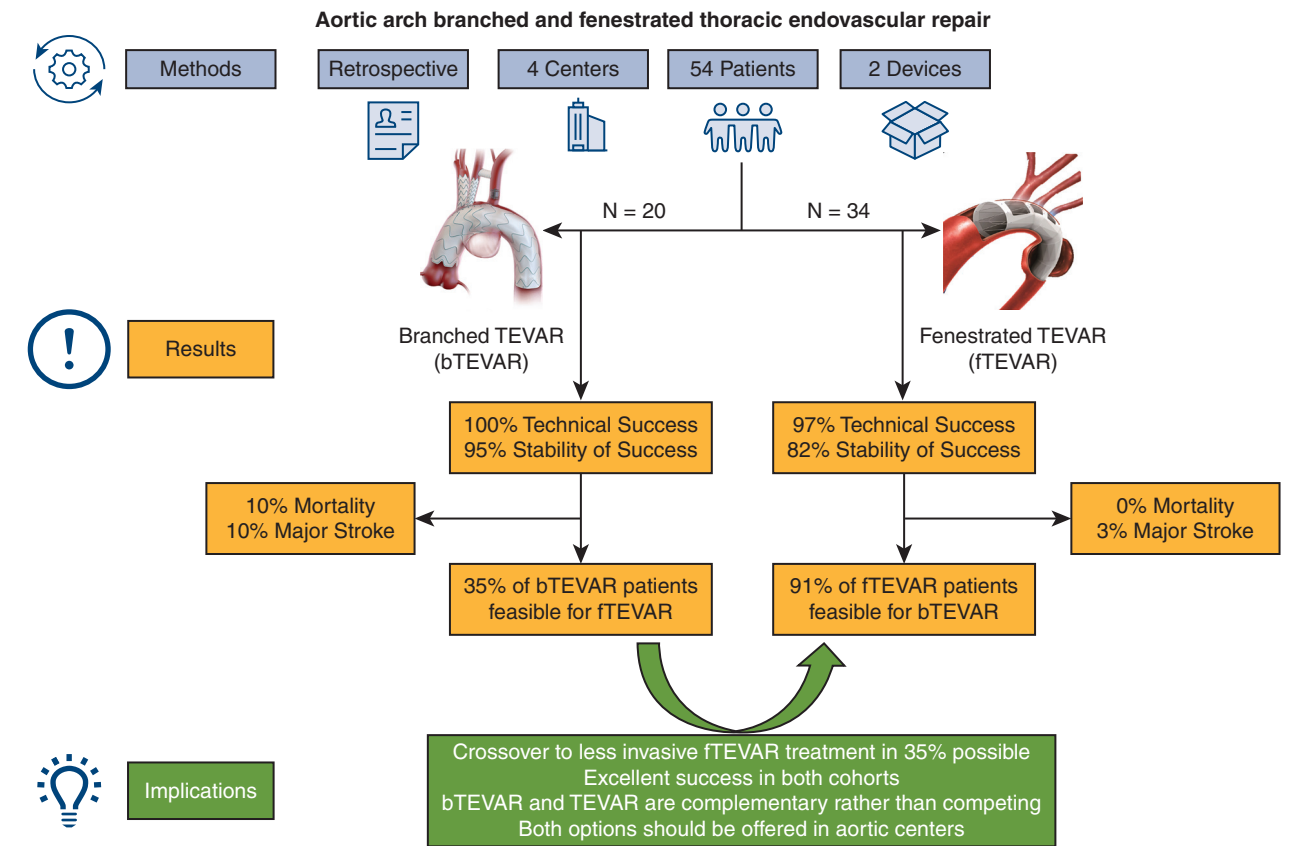 Aortic arch branched and fenestrated thoracic endovascular repair
Methods
Retrospective
4 Centers
54 Patients
2 Devices
N = 20
N = 34
Branched TEVAR
(bTEVAR)
Fenestrated TEVAR
(fTEVAR)
Results
100% Technical Success
95% Stability of Success
97% Technical Success
82% Stability of Success
10% Mortality
10% Major Stroke
0% Mortality
3% Major Stroke
35% of bTEVAR patients
feasible for fTEVAR
91% of fTEVAR patients
feasible for bTEVAR
Implications
Crossover to less invasive fTEVAR treatment in 35% possible
Excellent success in both cohorts
bTEVAR and TEVAR are complementary rather than competing
Both options should be offered in aortic centers